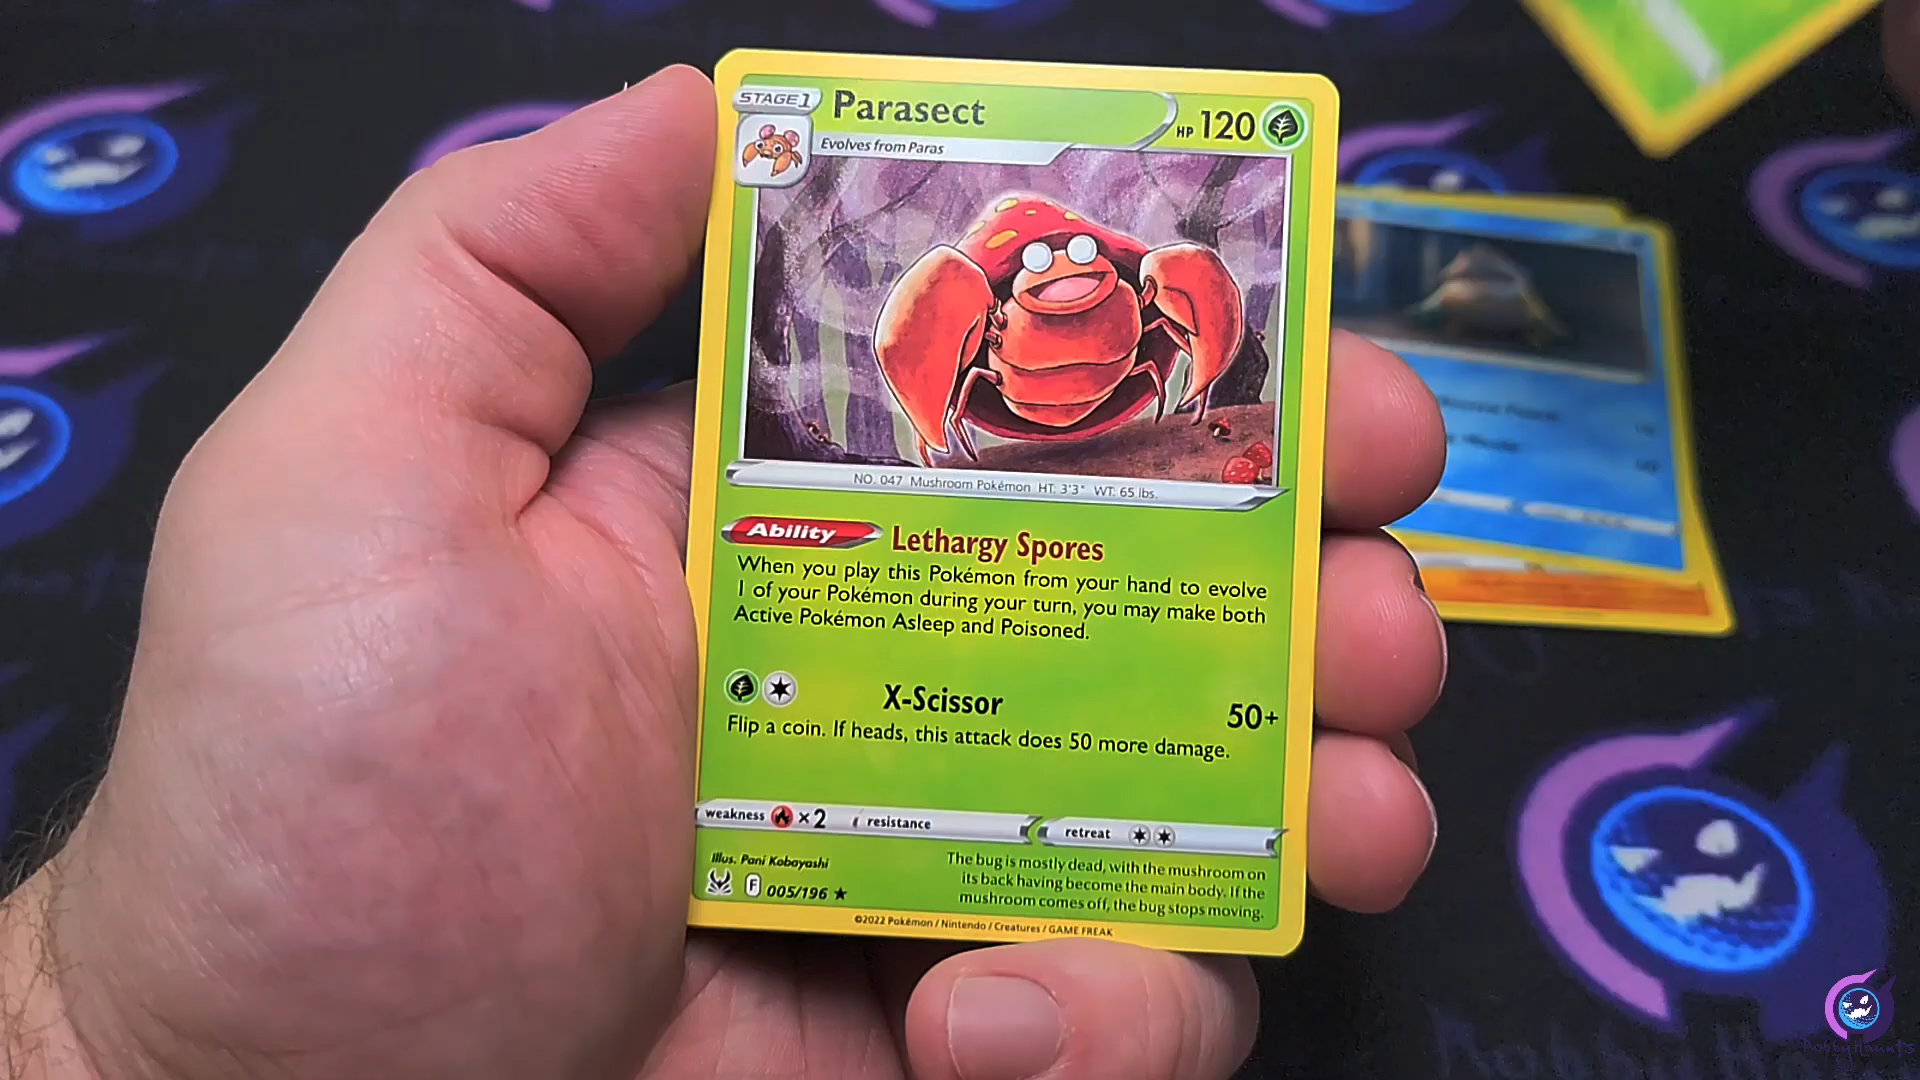 STAGE 1
Parasect
HP 120
Evolves from Paras
NO. 047 Mushroom Pokémon HT: 3'3" WT: 65 lbs.
Ability Lethargy Spores
When you play this Pokémon from your hand to evolve
1 of your Pokémon during your turn, you may make both
Active Pokémon Asleep and Poisoned.
X-Scissor 50+
Flip a coin. If heads, this attack does 50 more damage.
weakness ×2 resistance retreat
Illus. Pani Kobayashi
F 005/196 ★
The bug is mostly dead, with the mushroom on
its back having become the main body. If the
mushroom comes off, the bug stops moving.
©2022 Pokémon / Nintendo / Creatures / GAME FREAK